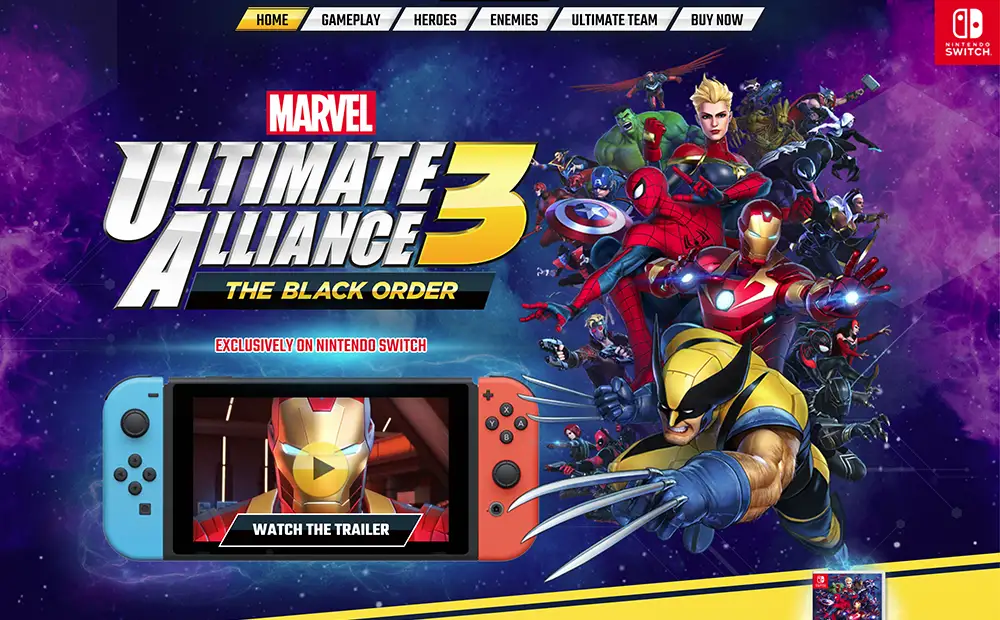 HOME
GAMEPLAY
HEROES
ENEMIES
ULTIMATE TEAM
BUY NOW
NINTENDO
SWITCH
MARVEL
ULTIMATE
ALLIANCE 3
THE BLACK ORDER
EXCLUSIVELY ON NINTENDO SWITCH
X
Y A
B
WATCH THE TRAILER